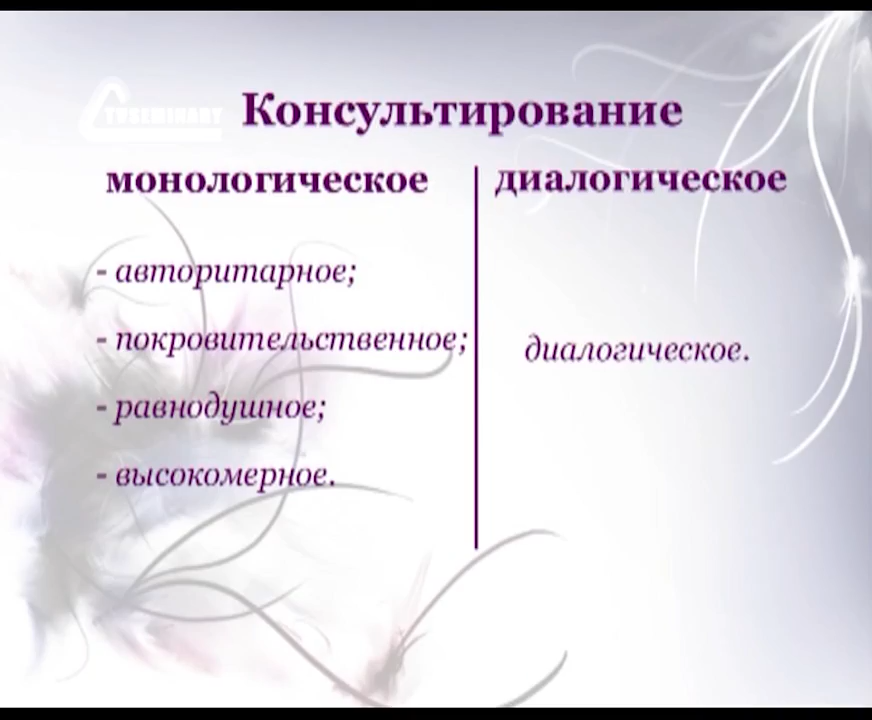 Консультирование
монологическое
диалогическое
- авторитарное;
- покровительственное;
- равнодушное;
- высокомерное.
диалогическое.